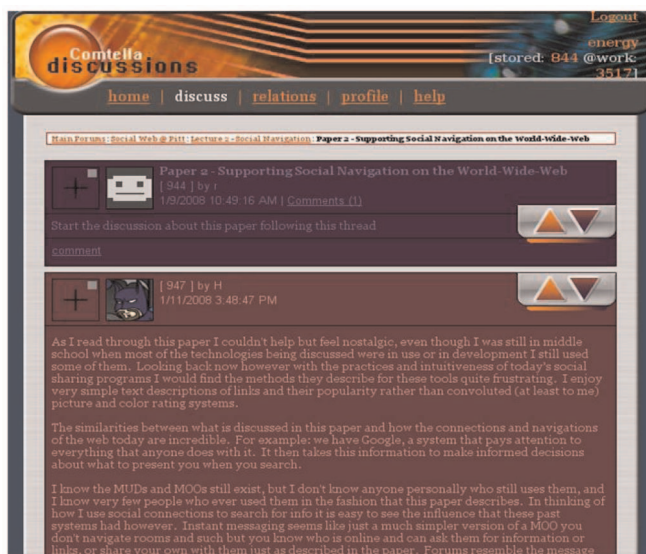 Logout
Comtella
discussions
energy
[stored: 844 @work:
3517]
home | discuss | relations | profile | help
Main Forums : Social Web @ Pitt : Lecture 2 - Social Navigation : Paper 2 - Supporting Social Navigation on the World-Wide-Web
Paper 2 - Supporting Social Navigation on the World-Wide-Web
[ 944 ] by r
1/9/2008 10:49:16 AM | Comments (1)
Start the discussion about this paper following this thread
comment
[ 947 ] by H
1/11/2008 3:48:47 PM
As I read through this paper I couldn't help but feel nostalgic, even though I was still in middle
school when most of the technologies being discussed were in use or in development I still used
some of them. Looking back now however with the practices and intuitiveness of today's social
sharing programs I would find the methods they describe for these tools quite frustrating. I enjoy
very simple text descriptions of links and their popularity rather than convoluted (at least to me)
picture and color rating systems.
The similarities between what is discussed in this paper and how the connections and navigations
of the web today are incredible. For example: we have Google, a system that pays attention to
everything that anyone does with it. It then takes this information to make informed decisions
about what to present you when you search.
I know the MUDs and MOOs still exist, but I don't know anyone personally who still uses them, and
I know very few people who ever used them in the fashion that this paper describes. In thinking of
how I use social connections to search for info it is easy to see the influence that these past
systems had however. Instant messaging seems like just a much simpler version of a MOO you
don't navigate rooms and such but you know who is online and can ask them for information or
links, or share your own with them just as described in the paper. Forums resemble the message